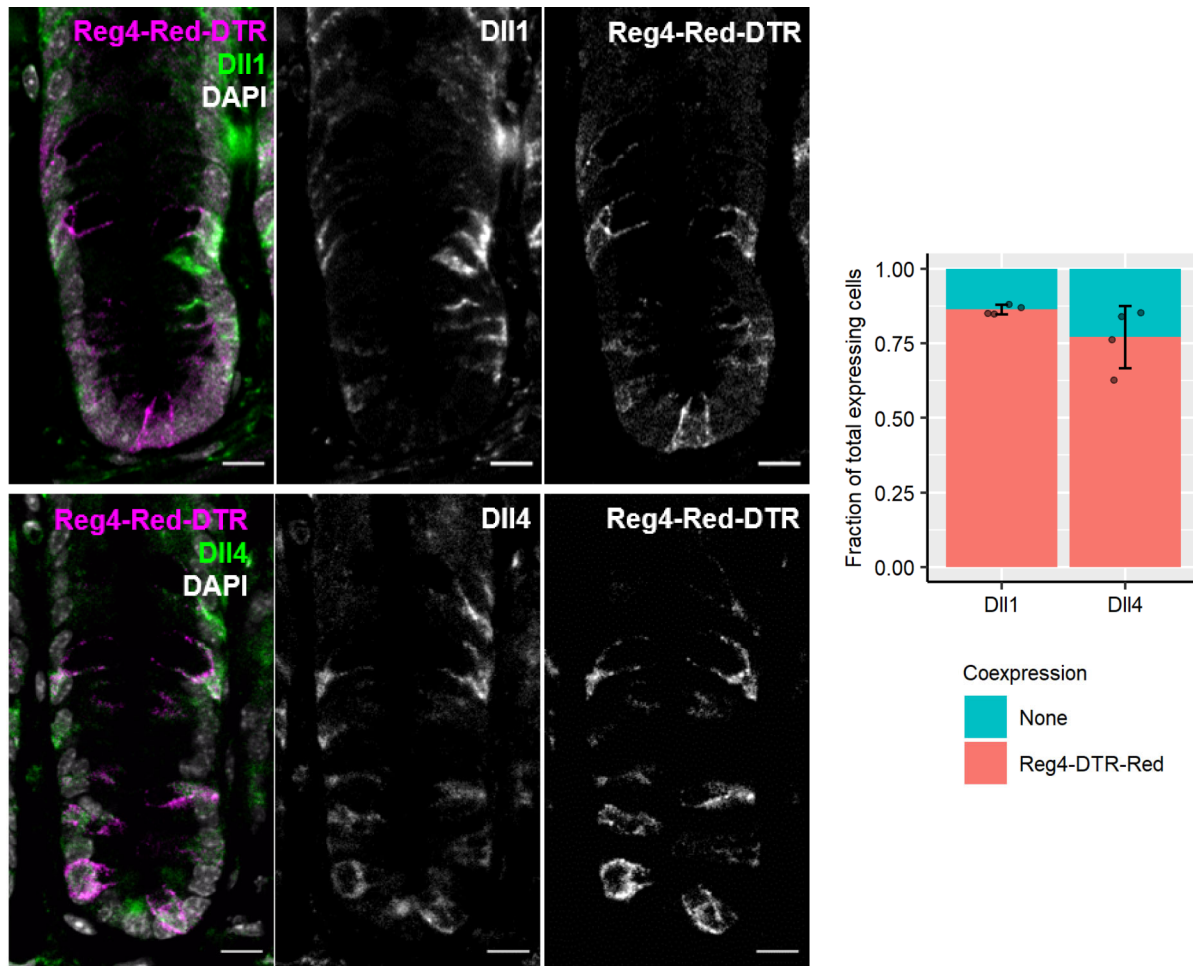 Reg4-Red-DTR
Dll1
DAPI
Dll1
Reg4-Red-DTR
Reg4-Red-DTR
Dll4
DAPI
Dll4
Reg4-Red-DTR
Fraction of total expressing cells
1.00
0.75
0.50
0.25
0.00
Dll1
Dll4
Coexpression
None
Reg4-DTR-Red